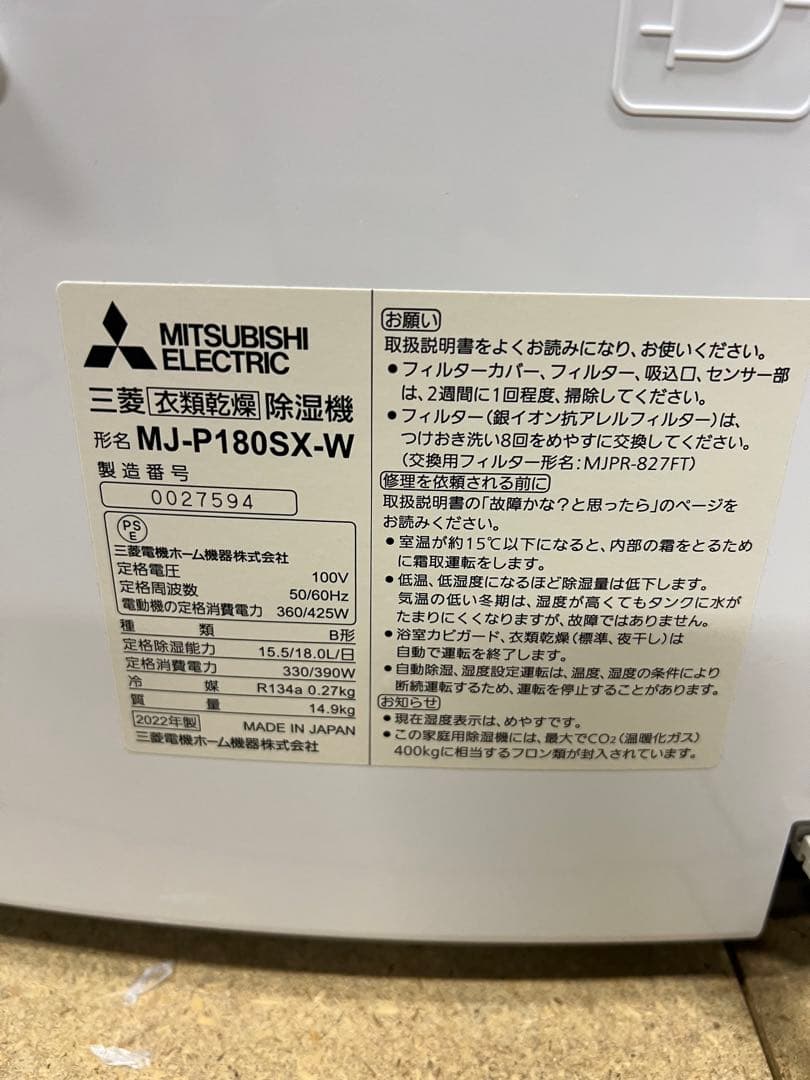 MITSUBISHI
ELECTRIC
三菱 衣類乾燥 除湿機
形名 MJ-P180SX-W
製造番号
0027594
PS
E
三菱電機ホーム機器株式会社
定格電圧 100V
定格周波数 50/60Hz
電動機の定格消費電力 360/425W
種類 B形
定格除湿能力 15.5/18.0L/日
定格消費電力 330/390W
冷媒 R134a 0.27kg
質量 14.9kg
2022年製 MADE IN JAPAN
三菱電機ホーム機器株式会社
お願い
取扱説明書をよくお読みになり、お使いください。
●フィルターカバー、フィルター、吸込口、センサー部
は、2週間に1回程度、掃除してください。
●フィルター(銀イオン抗アレルフィルター)は、
つけおき洗い8回をめやすに交換してください。
(交換用フィルター形名:MJPR-827FT)
修理を依頼される前に
取扱説明書の「故障かな?と思ったら」のページを
お読みください。
●室温が約15℃以下になると、内部の霜をとるため
に霜取運転をします。
●低温、低湿度になるほど除湿量は低下します。
気温の低い冬期は、湿度が高くてもタンクに水が
たまりにくくなりますが、故障ではありません。
●浴室カビガード、衣類乾燥(標準、夜干し)は
自動で運転を終了します。
●自動除湿、湿度設定運転は、温度、湿度の条件により
断続運転するため、運転を停止することがあります。
お知らせ
●現在湿度表示は、めやすです。
●この家庭用除湿機には、最大でCO2(温暖化ガス)
400kgに相当するフロン類が封入されています。